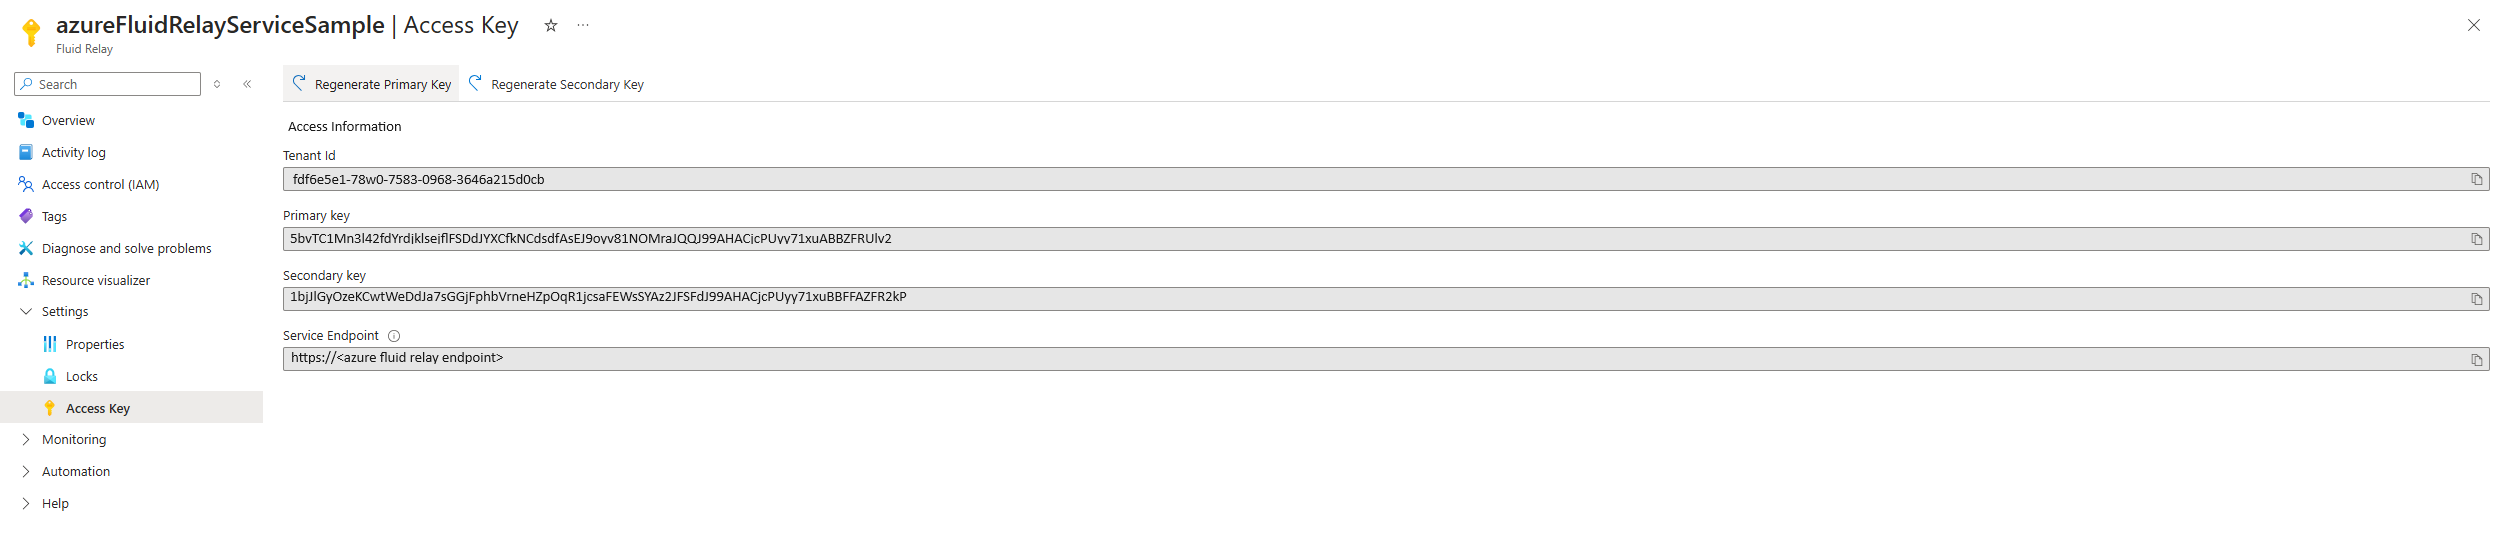 azureFluidRelayServiceSample | Access Key
Fluid Relay
Search
Regenerate Primary Key
Regenerate Secondary Key
Overview
Activity log
Access control (IAM)
Tags
Diagnose and solve problems
Resource visualizer
Settings
Properties
Locks
Access Key
Monitoring
Automation
Help
Access Information
Tenant Id
fdf6e5e1-78w0-7583-0968-3646a215d0cb
Primary key
5bvTC1Mn3l42fdYrdjklsejflFSDdJYXCfkNCdsdfAsEJ9oyv81NOMraJQQJ99AHACjcPUyy71xuABBZFRUlv2
Secondary key
1bjJlGyOzeKCwtWeDdJa7sGGjFphbVrneHZpOqR1jcsaFEWsSYAz2JFSFdJ99AHACjcPUyy71xuBBFFAZFR2kP
Service Endpoint
https://<azure fluid relay endpoint>